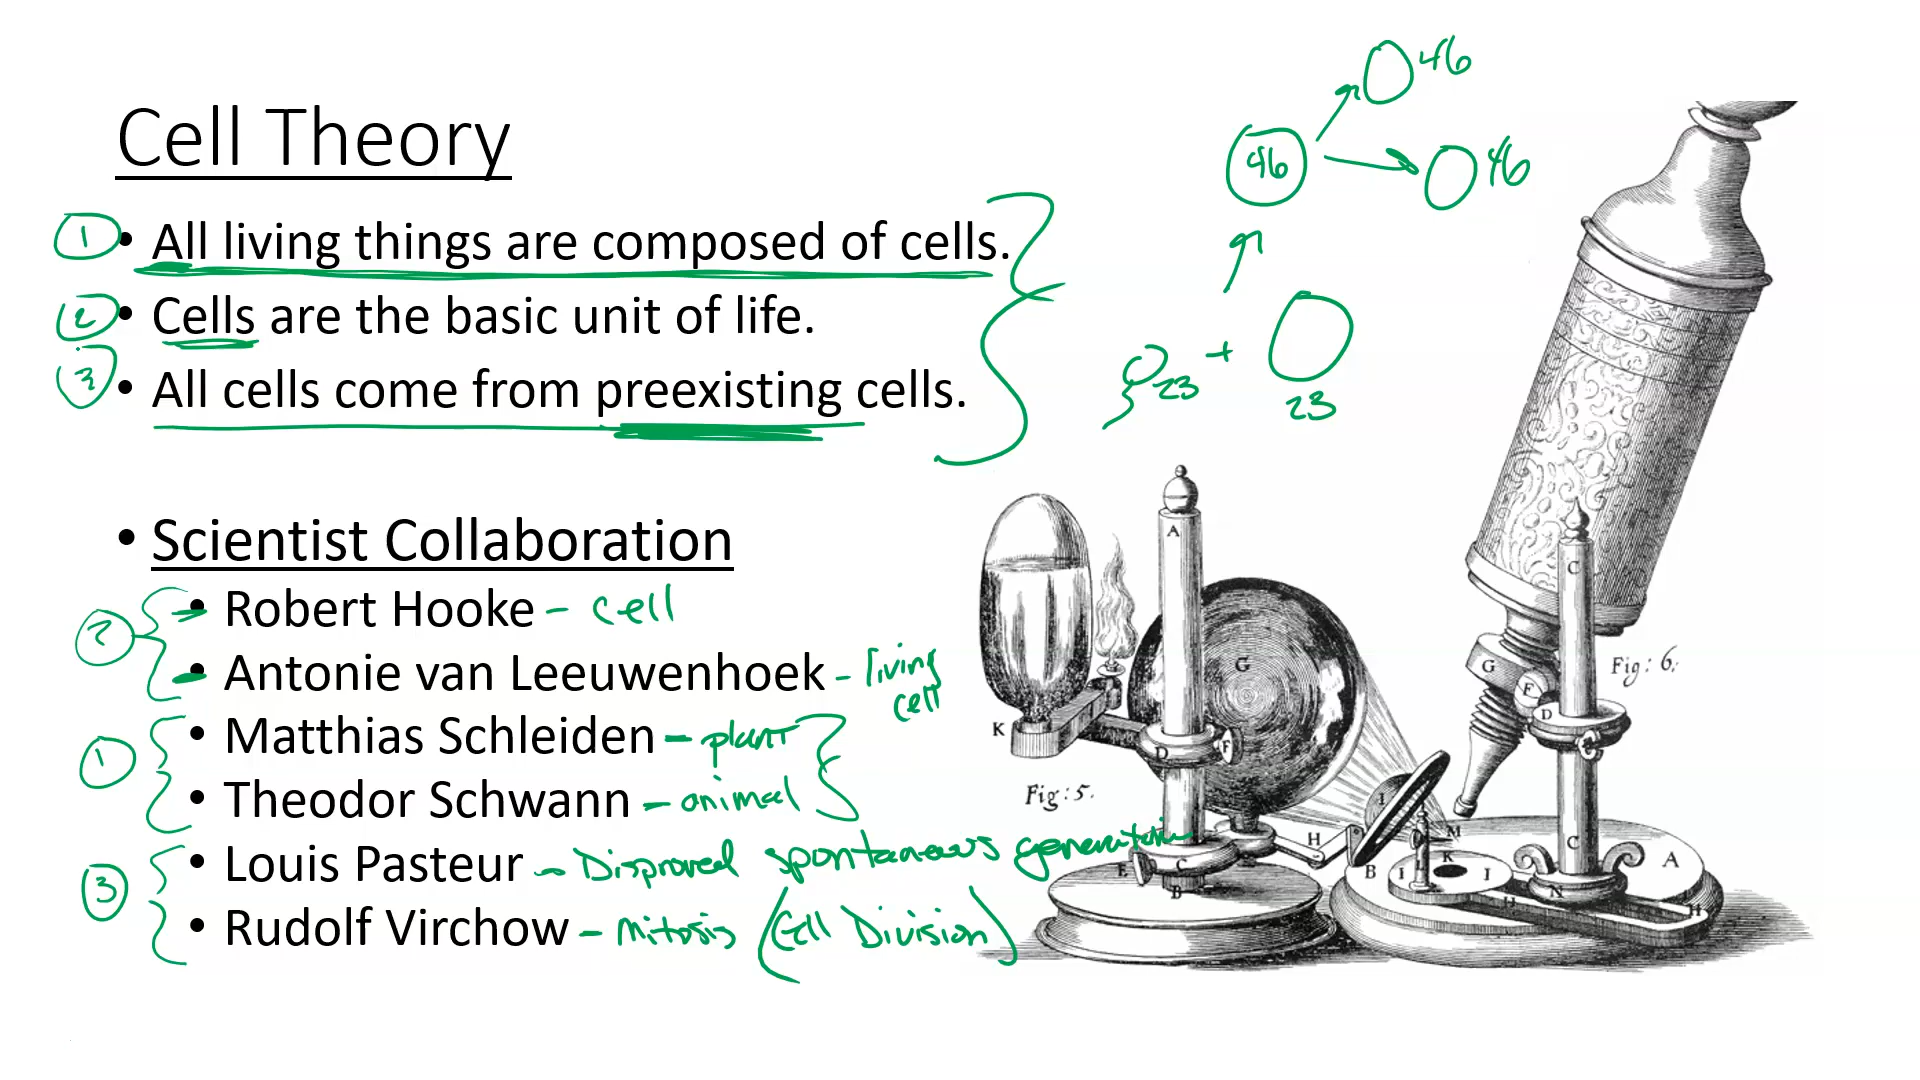 Cell Theory
1 • All living things are composed of cells.
2 • Cells are the basic unit of life.
3 • All cells come from preexisting cells.
46
46
46
23 + 23
• Scientist Collaboration
2
• Robert Hooke – cell
• Antonie van Leeuwenhoek – living cell
1
• Matthias Schleiden – plant
• Theodor Schwann – animal
3
• Louis Pasteur – Disproved spontaneous generation
• Rudolf Virchow – mitosis (Cell Division)
A
G
K
D
F
Fig: 5.
C
E
B
H
C
G
F
D
Fig: 6.
I
M
K
B
I
I
C
A
N
H
H